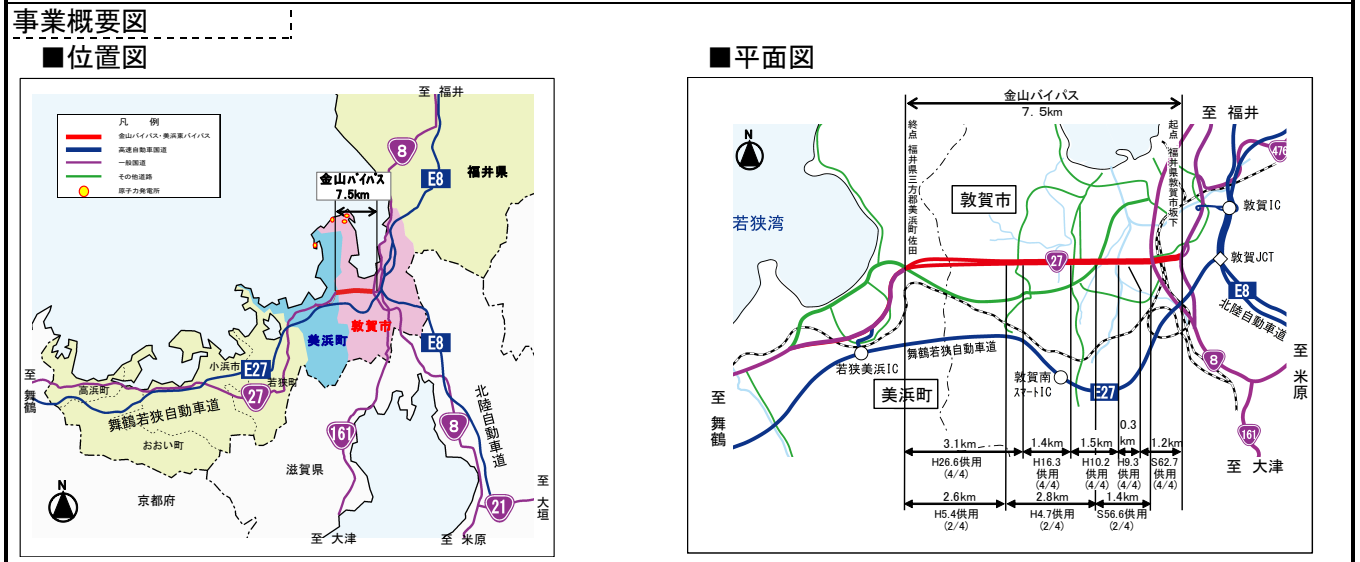 事業概要図
■位置図
凡　例
金山バイパス・美浜東バイパス
高速自動車国道
一般国道
その他道路
原子力発電所
至 福井
8
E8
福井県
金山バイパス
7.5km
敦賀市
美浜町
E8
小浜市
E27
若狭町
高浜町
27
至 舞鶴
舞鶴若狭自動車道
おおい町
161
8
北陸自動車道
滋賀県
京都府
N
21
至 大垣
至 大津
至 米原
■平面図
金山バイパス
7.5km
至 福井
N
終点 福井県三方郡美浜町佐田
起点 福井県敦賀市坂下
476
敦賀市
若狭湾
敦賀IC
27
敦賀JCT
E8
北陸自動車道
舞鶴若狭自動車道
若狭美浜IC
敦賀南
スマートIC
E27
8
至 米原
美浜町
至 舞鶴
161
至 大津
3.1km
1.4km
1.5km
0.3
km
1.2km
H26.6供用
(4/4)
H16.3
供用
(4/4)
H10.2
供用
(4/4)
H9.3
供用
(4/4)
S62.7
供用
(4/4)
2.6km
2.8km
1.4km
H5.4供用
(2/4)
H4.7供用
(2/4)
S56.6供用
(2/4)